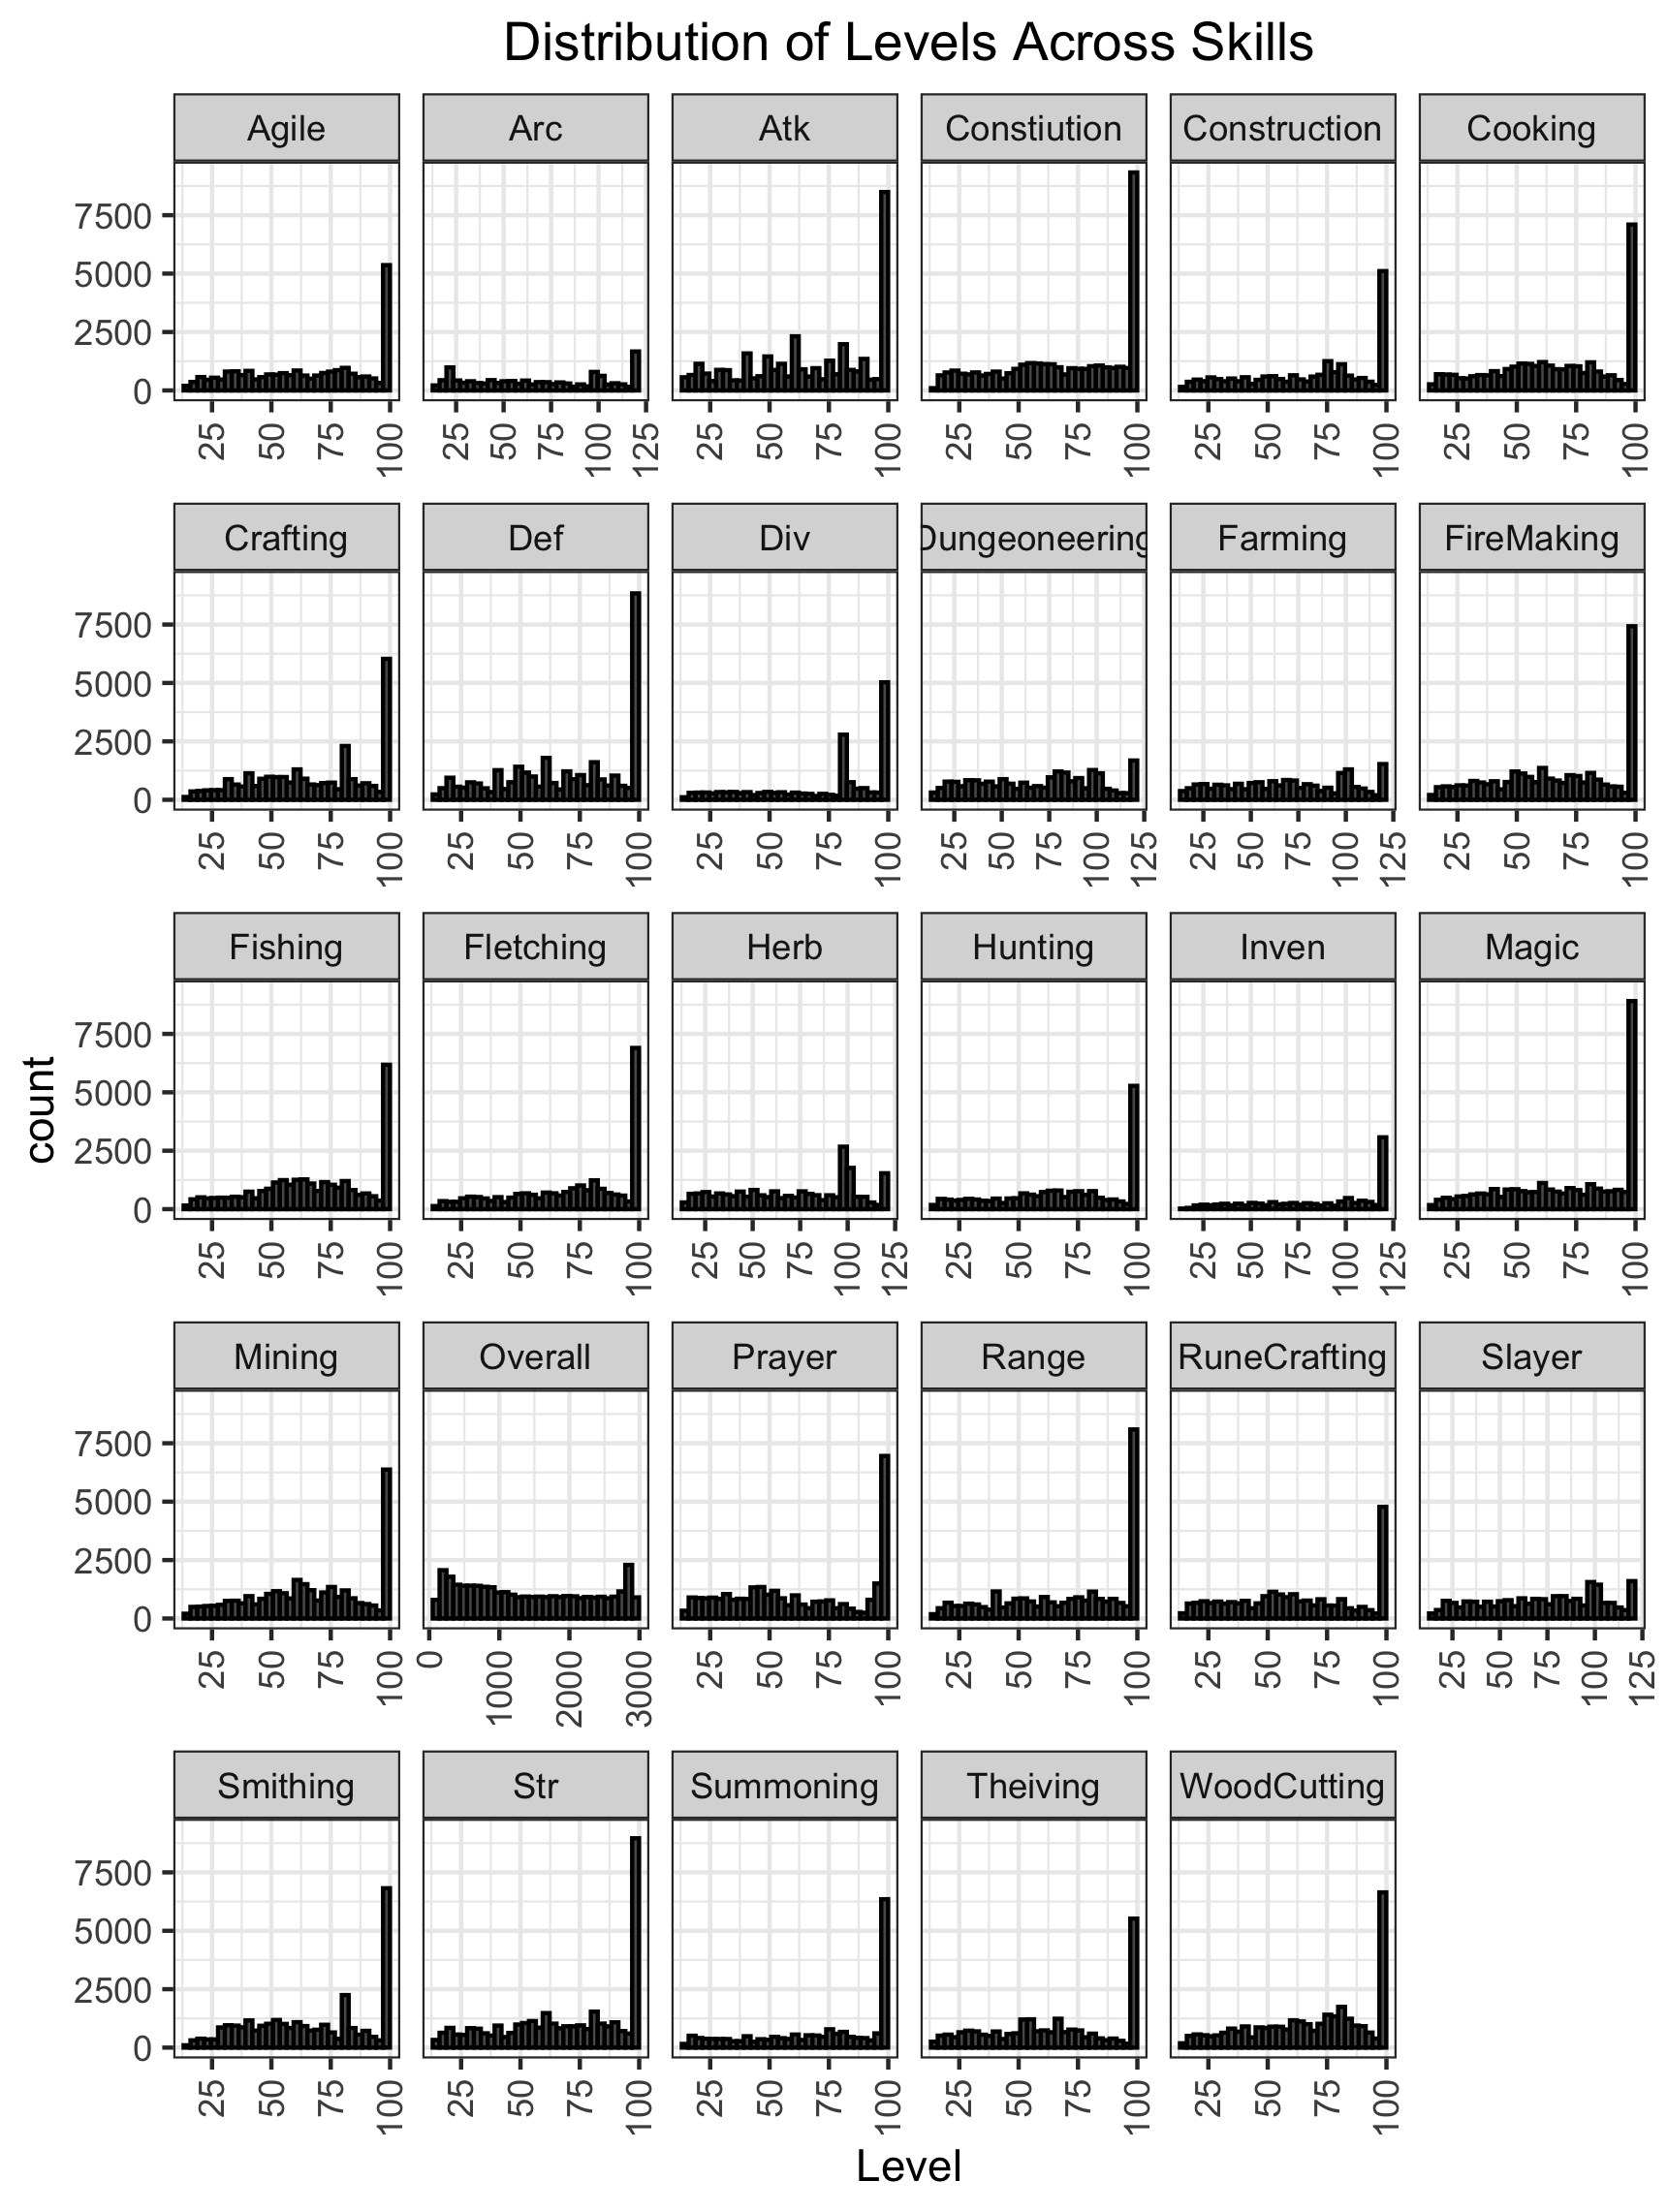 Distribution of Levels Across Skills
Agile Arc Atk Constiution Construction Cooking
7500
5000
2500
0
25 50 75 100 25 50 75 100 125 25 50 75 100 25 50 75 100 25 50 75 100 25 50 75 100
Crafting Def Div Dungeoneering Farming FireMaking
7500
5000
2500
0
25 50 75 100 25 50 75 100 25 50 75 100 25 50 75 100 125 25 50 75 100 125 25 50 75 100
Fishing Fletching Herb Hunting Inven Magic
count
7500
5000
2500
0
25 50 75 100 25 50 75 100 25 50 75 100 125 25 50 75 100 25 50 75 100 125 25 50 75 100
Mining Overall Prayer Range RuneCrafting Slayer
7500
5000
2500
0
25 50 75 100 0 1000 2000 3000 25 50 75 100 25 50 75 100 25 50 75 100 25 50 75 100 125
Smithing Str Summoning Theiving WoodCutting
7500
5000
2500
0
25 50 75 100 25 50 75 100 25 50 75 100 25 50 75 100 25 50 75 100
Level